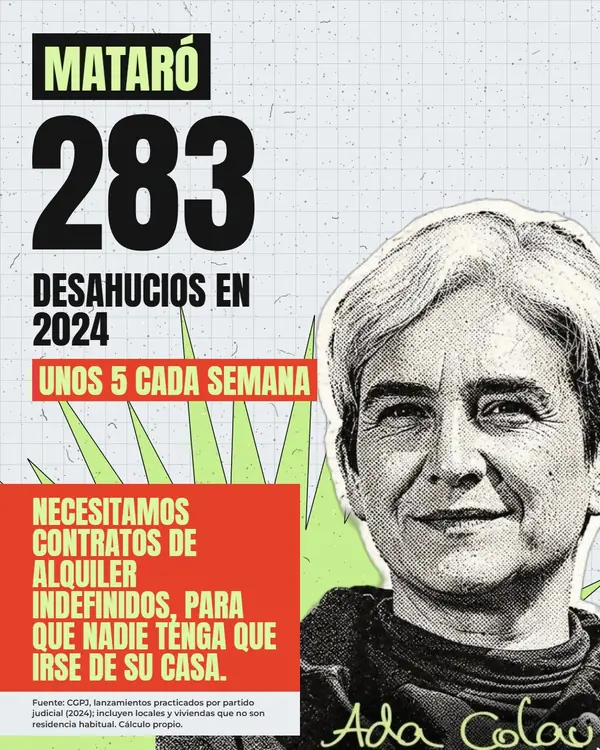 MATARÓ
283
DESAHUCIOS EN
2024
UNOS 5 CADA SEMANA
NECESITAMOS
CONTRATOS DE
ALQUILER
INDEFINIDOS, PARA
QUE NADIE TENGA QUE
IRSE DE SU CASA.
Fuente: CGPJ, lanzamientos practicados por partido
judicial (2024); incluyen locales y viviendas que no son
residencia habitual. Cálculo propio.
Ada Colau